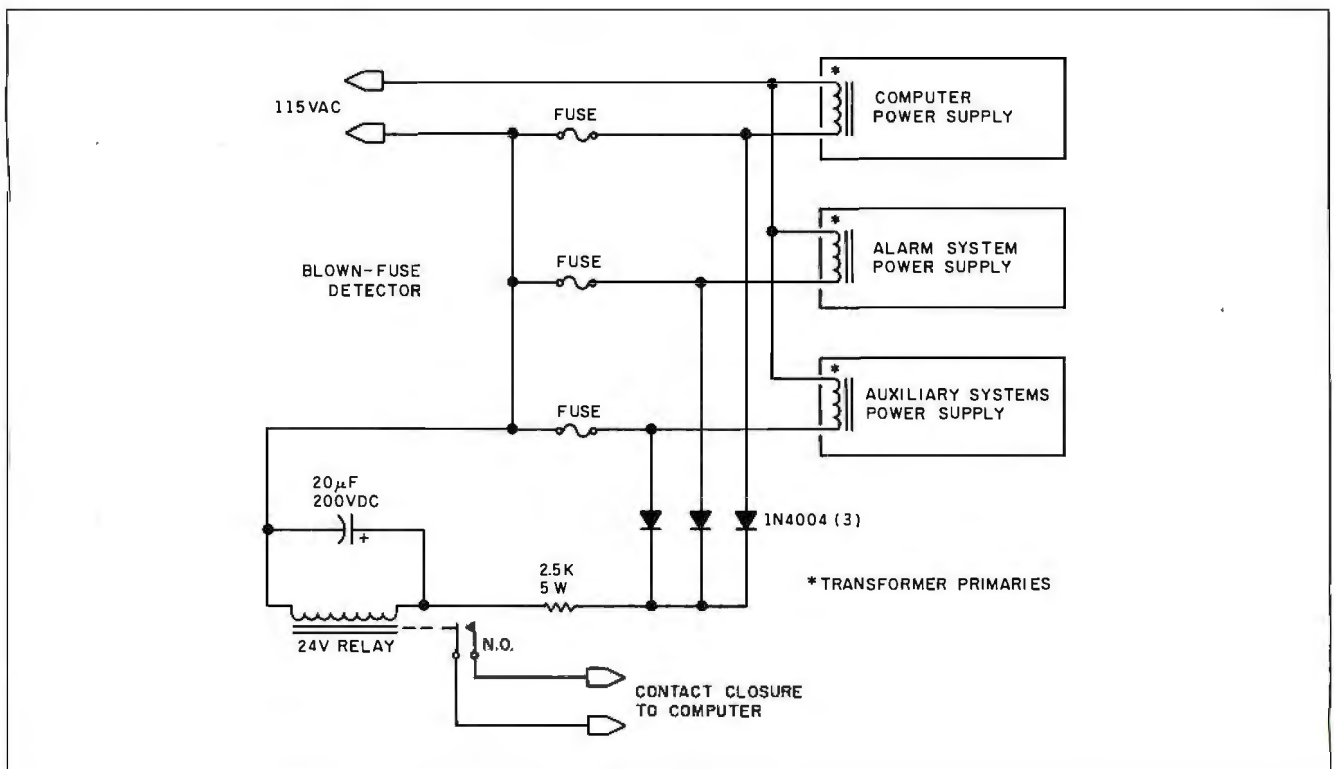 *
COMPUTER
POWER SUPPLY
115VAC
FUSE
*
ALARM SYSTEM
POWER SUPPLY
BLOWN-FUSE
DETECTOR
FUSE
*
AUXILIARY SYSTEMS
POWER SUPPLY
FUSE
20μF
200VDC
+
1N4004 (3)
2.5K
5W
*TRANSFORMER PRIMARIES
24V RELAY
N.O.
CONTACT CLOSURE
TO COMPUTER